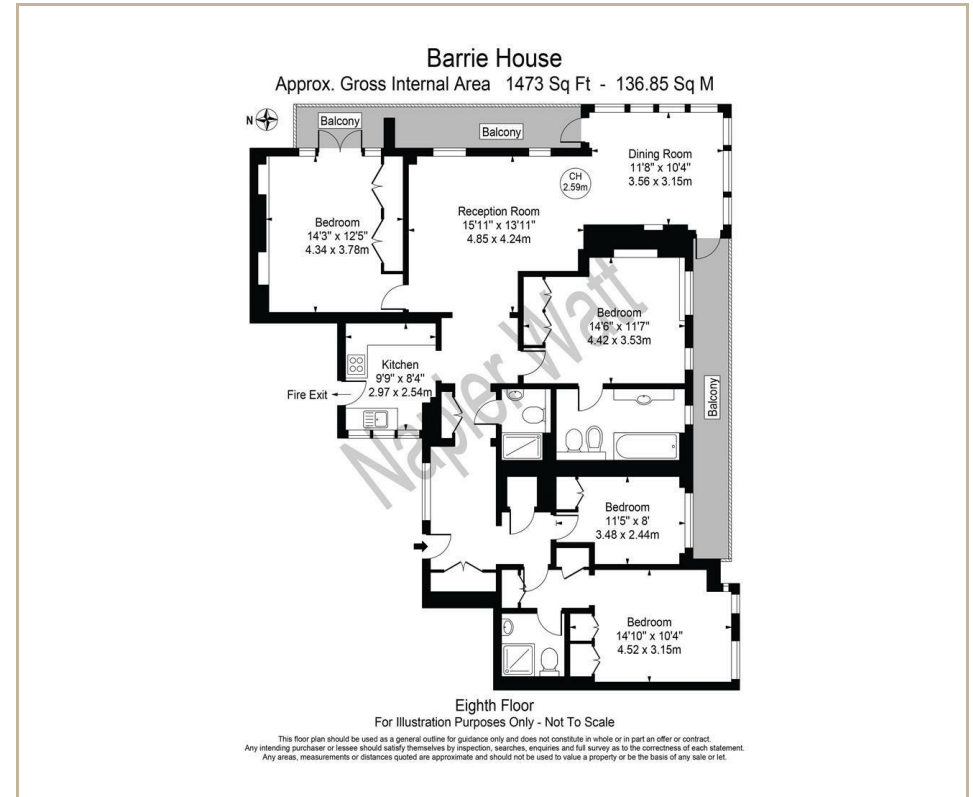 Barrie House
Approx. Gross Internal Area 1473 Sq Ft - 136.85 Sq M
N
Balcony
Balcony
Dining Room
11'8" x 10'4"
3.56 x 3.15m
CH
2.59m
Reception Room
15'11" x 13'11"
4.85 x 4.24m
Bedroom
14'3" x 12'5"
4.34 x 3.78m
Bedroom
14'6" x 11'7"
4.42 x 3.53m
Kitchen
9'9" x 8'4"
2.97 x 2.54m
Fire Exit
Balcony
Napier Watt
Bedroom
11'5" x 8'
3.48 x 2.44m
Bedroom
14'10" x 10'4"
4.52 x 3.15m
Eighth Floor
For Illustration Purposes Only - Not To Scale
This floor plan should be used as a general outline for guidance only and does not constitute in whole or in part an offer or contract.
Any intending purchaser or lessee should satisfy themselves by inspection, searches, enquiries and full survey as to the correctness of each statement.
Any areas, measurements or distances quoted are approximate and should not be used to value a property or be the basis of any sale or let.